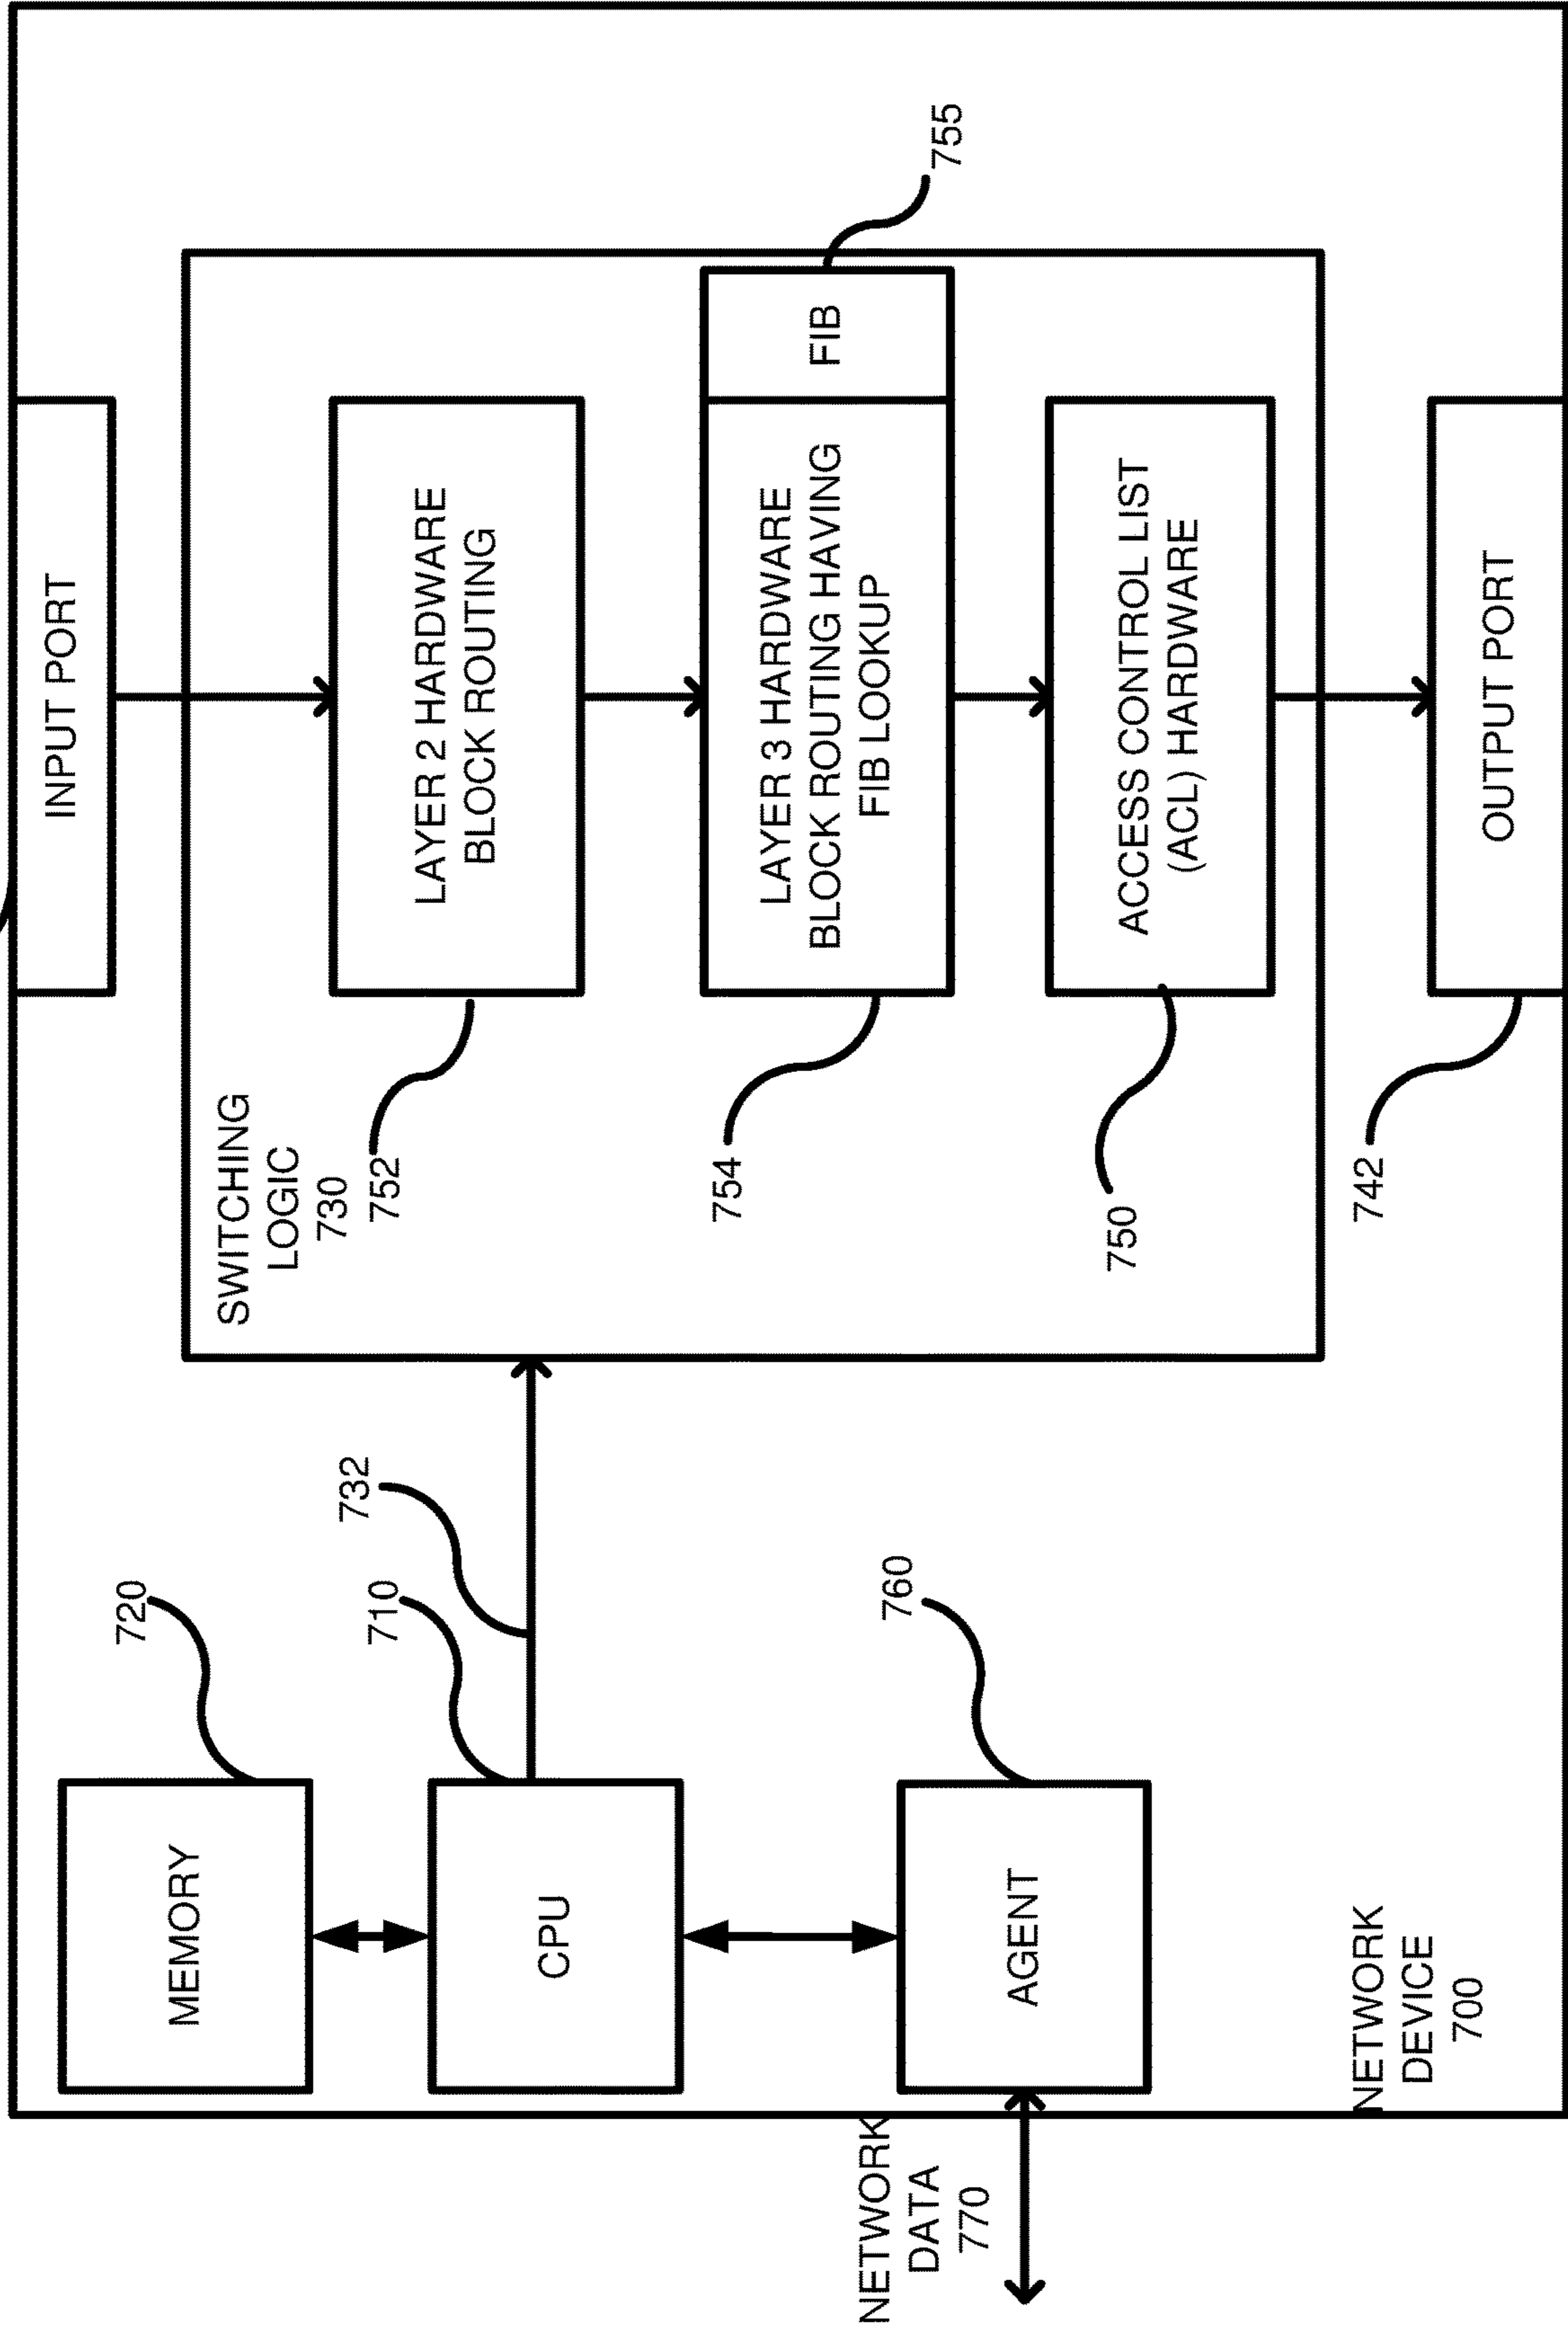 INPUT PORT
SWITCHING
LOGIC
730
752
LAYER 2 HARDWARE
BLOCK ROUTING
754
LAYER 3 HARDWARE
BLOCK ROUTING HAVING
FIB LOOKUP
FIB
755
750
ACCESS CONTROL LIST
(ACL) HARDWARE
742
OUTPUT PORT
732
720
MEMORY
710
CPU
760
AGENT
NETWORK
DEVICE
700
NETWORK
DATA
770